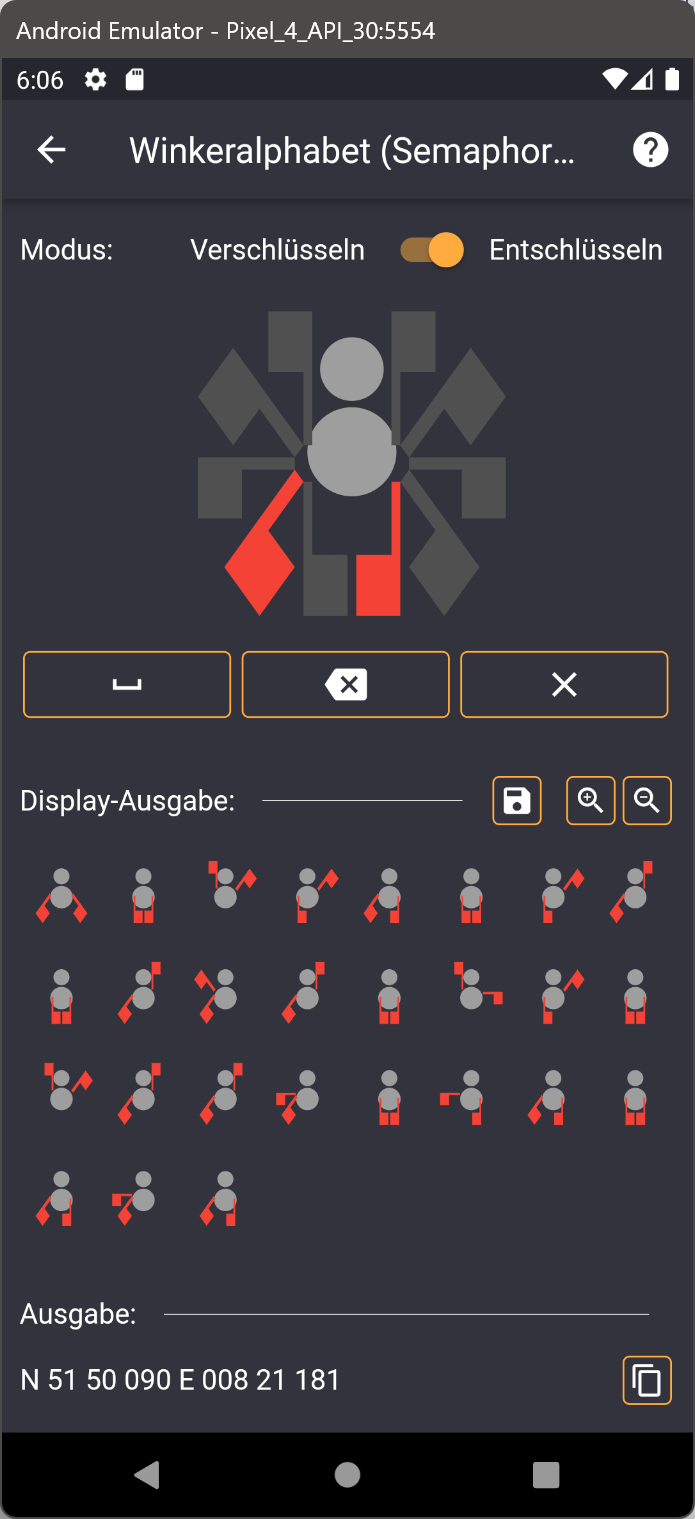 Android Emulator - Pixel_4_API_30:5554
6:06
Winkeralphabet (Semaphor...
Modus: Verschlüsseln Entschlüsseln
Display-Ausgabe:
Ausgabe:
N 51 50 090 E 008 21 181